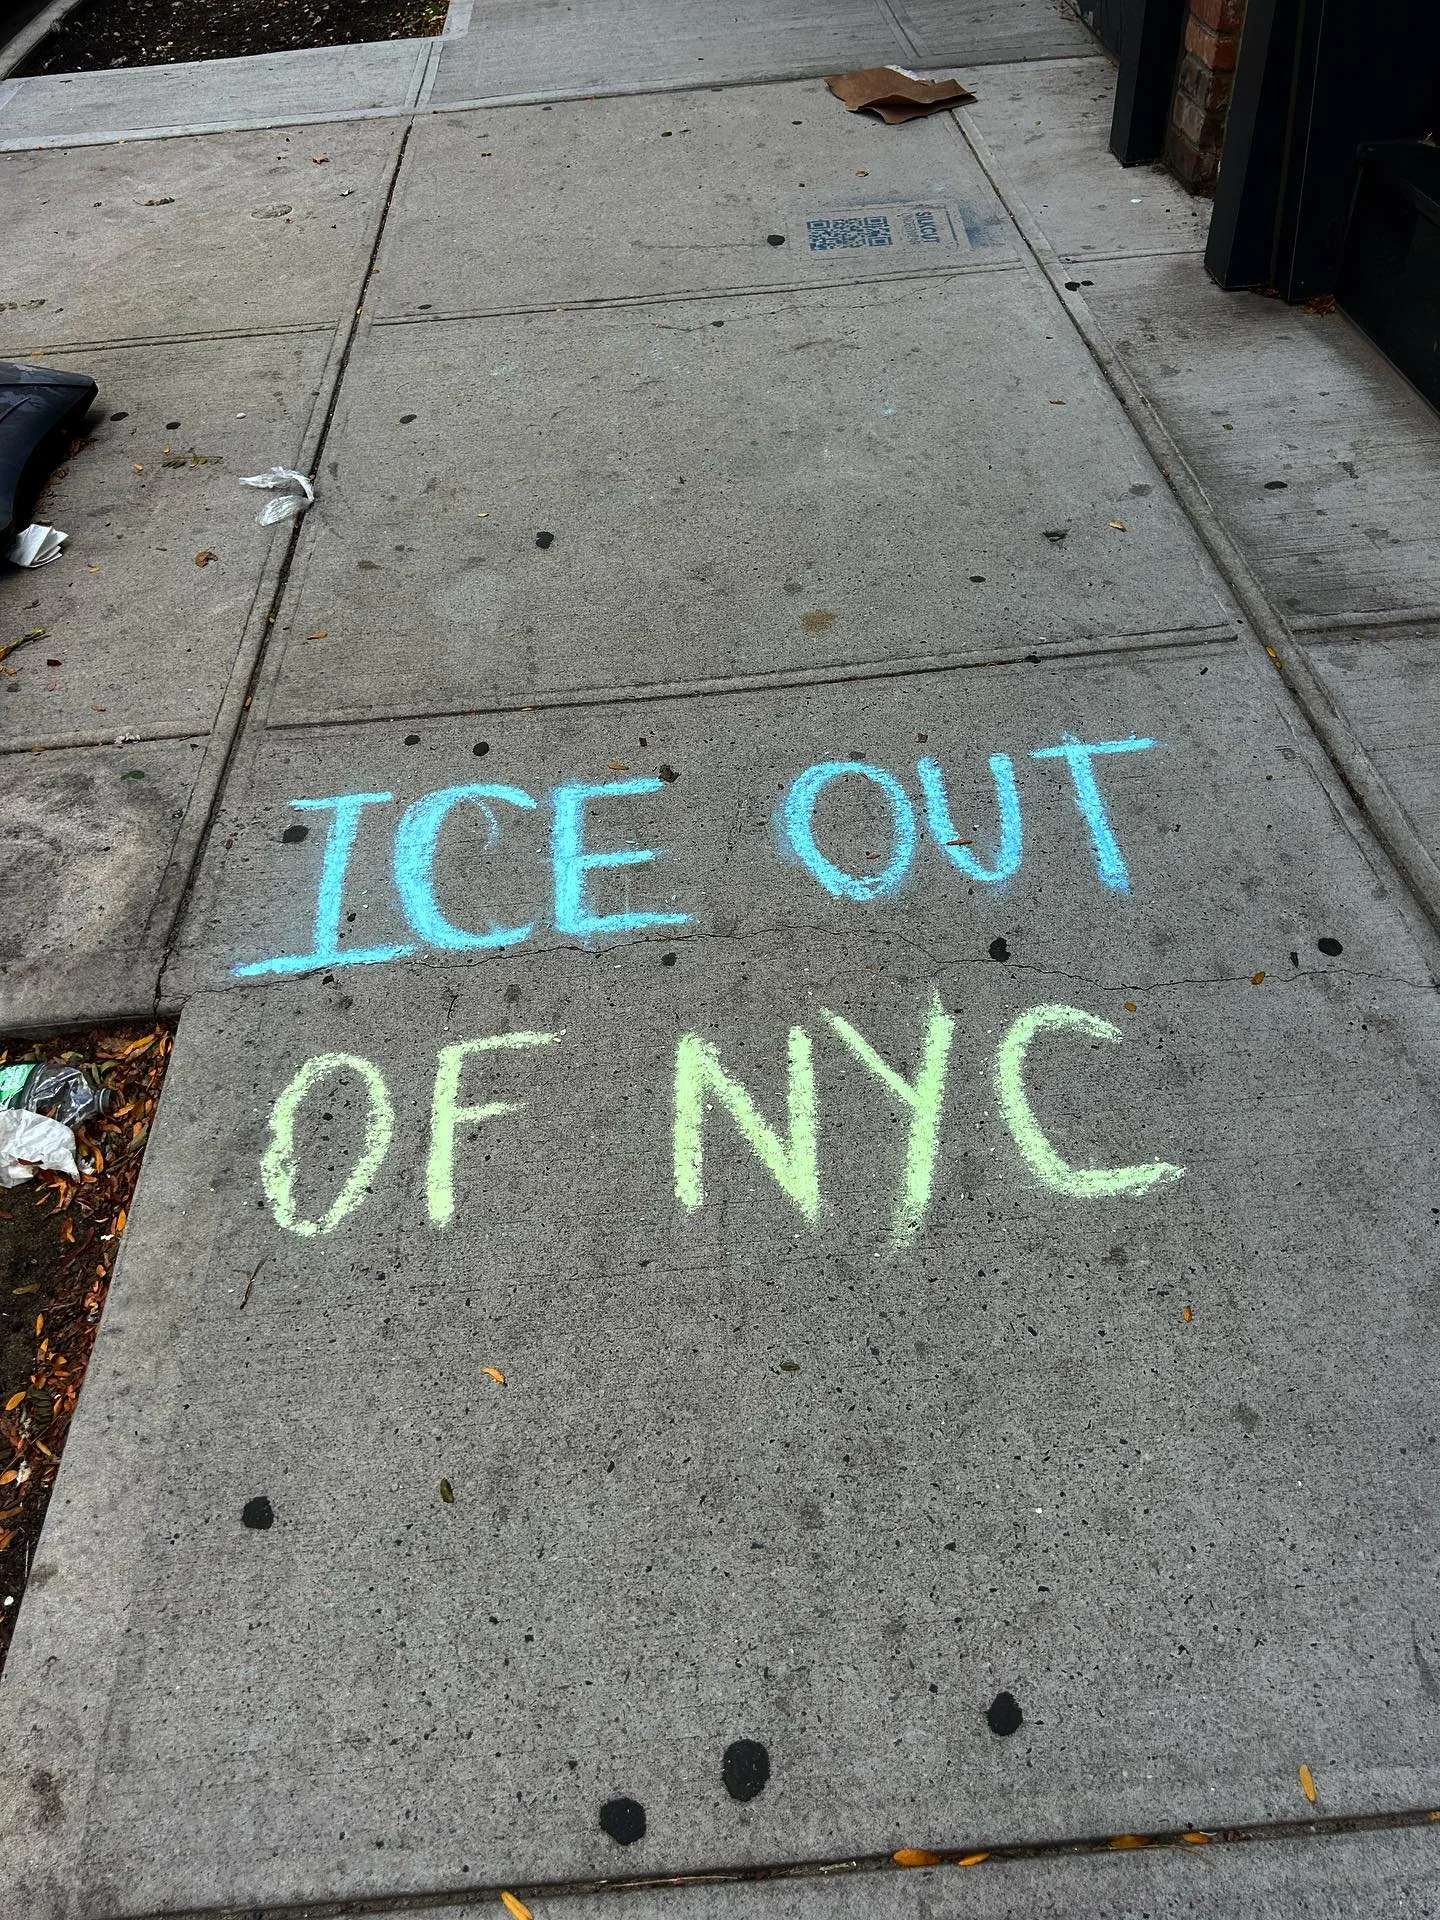 ICE OUT
OF NYC